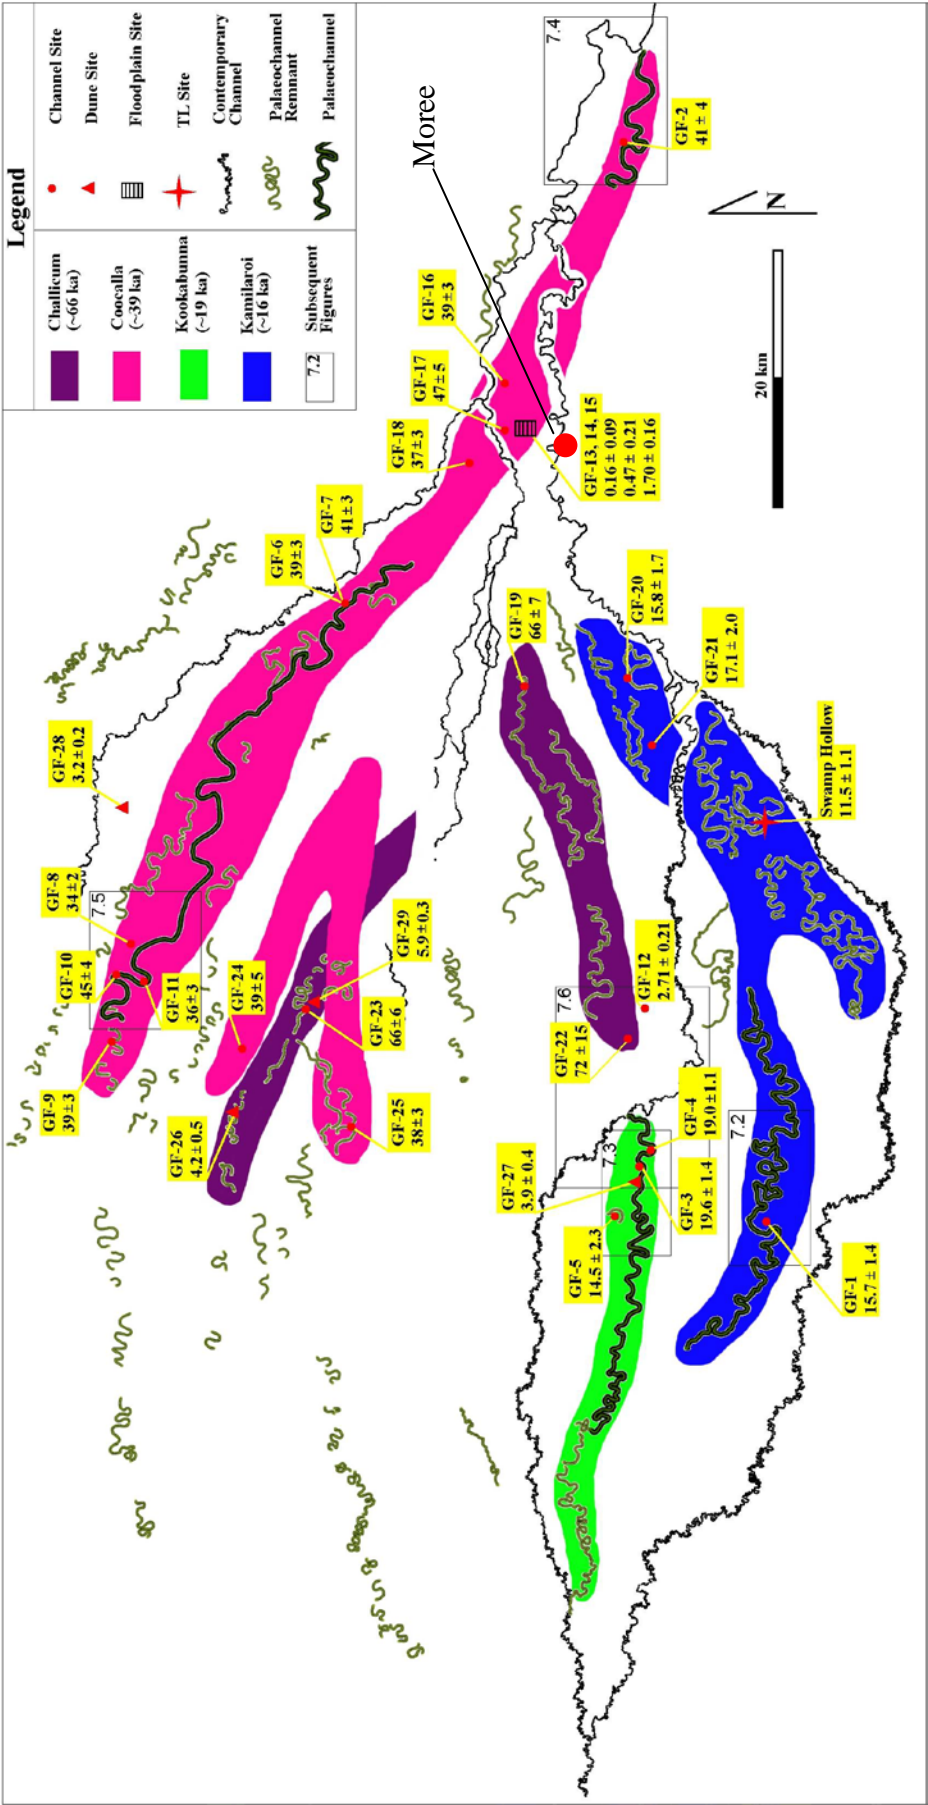 Legend
Challicum
(~66 ka)
Coocalla
(~39 ka)
Kookabunna
(~19 ka)
Kamilaroi
(~16 ka)
7.2
Subsequent
Figures
Channel Site
Dune Site
Floodplain Site
TL Site
Contemporary
Channel
Palaeochannel
Remnant
Palaeochannel
7.4
GF-2
41 ± 4
Moree
N
20 km
GF-16
39±3
GF-17
47±5
GF-18
37±3
GF-13, 14, 15
0.16 ± 0.09
0.47 ± 0.21
1.70 ± 0.16
GF-7
41±3
GF-6
39±3
GF-19
66± 7
GF-20
15.8 ± 1.7
GF-21
17.1 ± 2.0
Swamp Hollow
11.5 ± 1.1
GF-28
3.2±0.2
GF-8
34±2
7.5
GF-10
45±4
GF-11
36±3
GF-9
39±3
GF-24
39±5
GF-29
5.9±0.3
GF-23
66±6
GF-25
38±3
GF-26
4.2±0.5
7.6
GF-12
2.71 ± 0.21
GF-22
72 ± 15
GF-4
19.0 ± 1.1
7.3
GF-27
3.9 ± 0.4
GF-3
19.6 ± 1.4
GF-5
14.5 ± 2.3
7.2
GF-1
15.7 ± 1.4